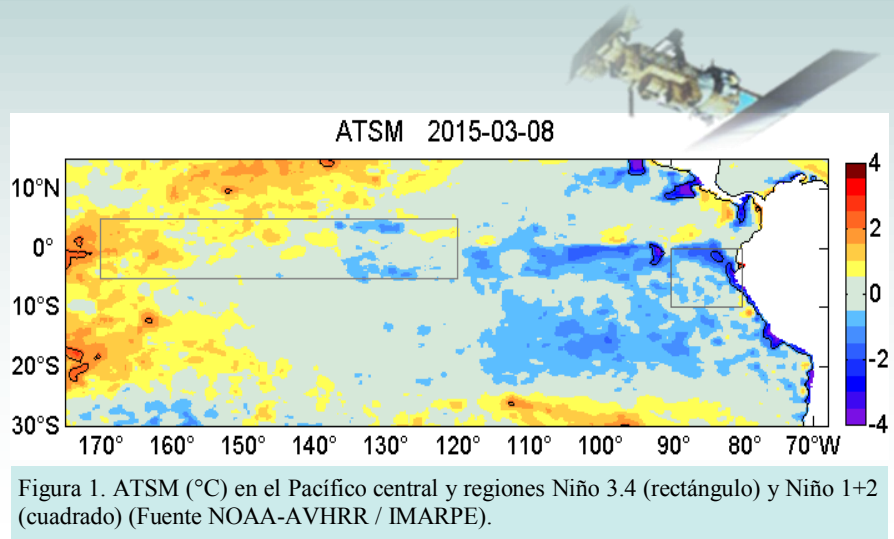 ATSM 2015-03-08
10°N
0°
10°S
20°S
30°S
170° 160° 150° 140° 130° 120° 110° 100° 90° 80° 70°W
4
2
0
-2
-4
Figura 1. ATSM (°C) en el Pacífico central y regiones Niño 3.4 (rectángulo) y Niño 1+2
(cuadrado) (Fuente NOAA-AVHRR / IMARPE).